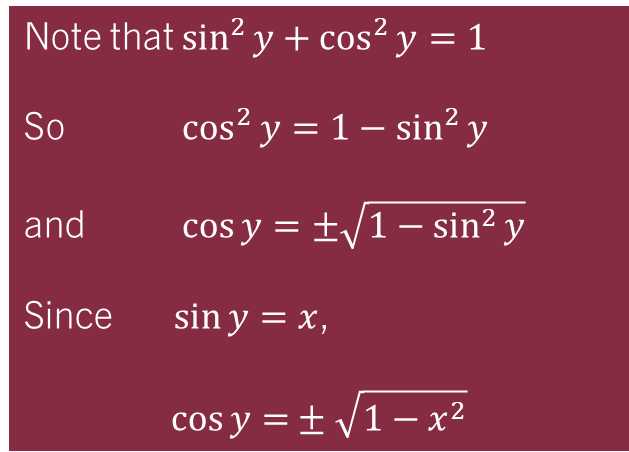 Note that sin² y + cos² y = 1
So cos² y = 1 − sin² y
and cos y = ±√(1 − sin² y)
Since sin y = x,
cos y = ± √(1 − x²)